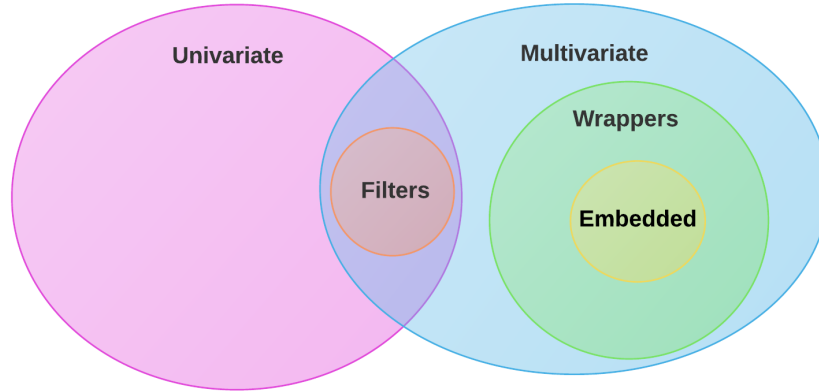 Univariate
Multivariate
Wrappers
Filters
Embedded